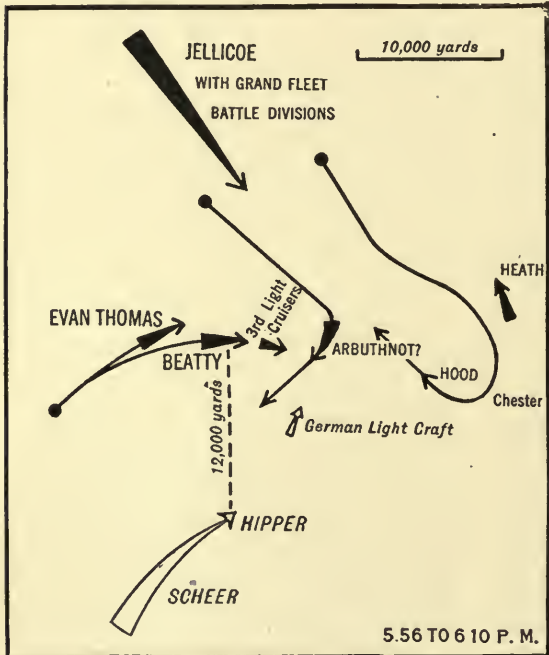 JELLICOE
WITH GRAND FLEET
BATTLE DIVISIONS
10,000 yards
HEATH
3rd Light
Cruisers
EVAN THOMAS
BEATTY
ARBUTHNOT?
HOOD
Chester
12,000 yards
German Light Craft
HIPPER
SCHEER
5.56 TO 6 10 P. M.